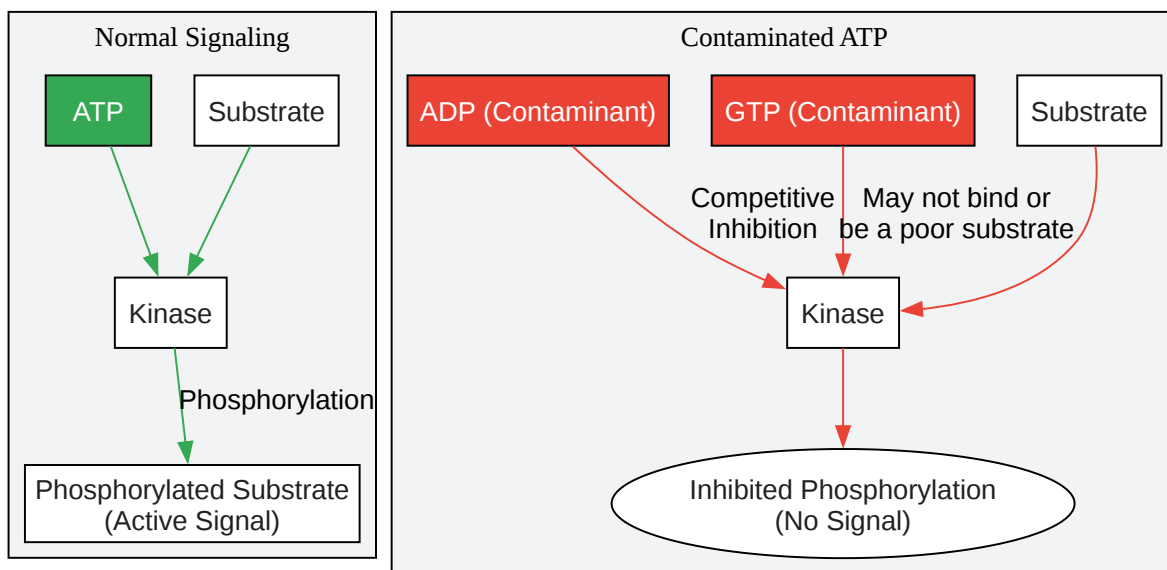 Normal Signaling
ATP
Substrate
Kinase
Phosphorylation
Phosphorylated Substrate
(Active Signal)
Contaminated ATP
ADP (Contaminant)
GTP (Contaminant)
Substrate
Competitive
Inhibition
May not bind or
be a poor substrate
Kinase
Inhibited Phosphorylation
(No Signal)